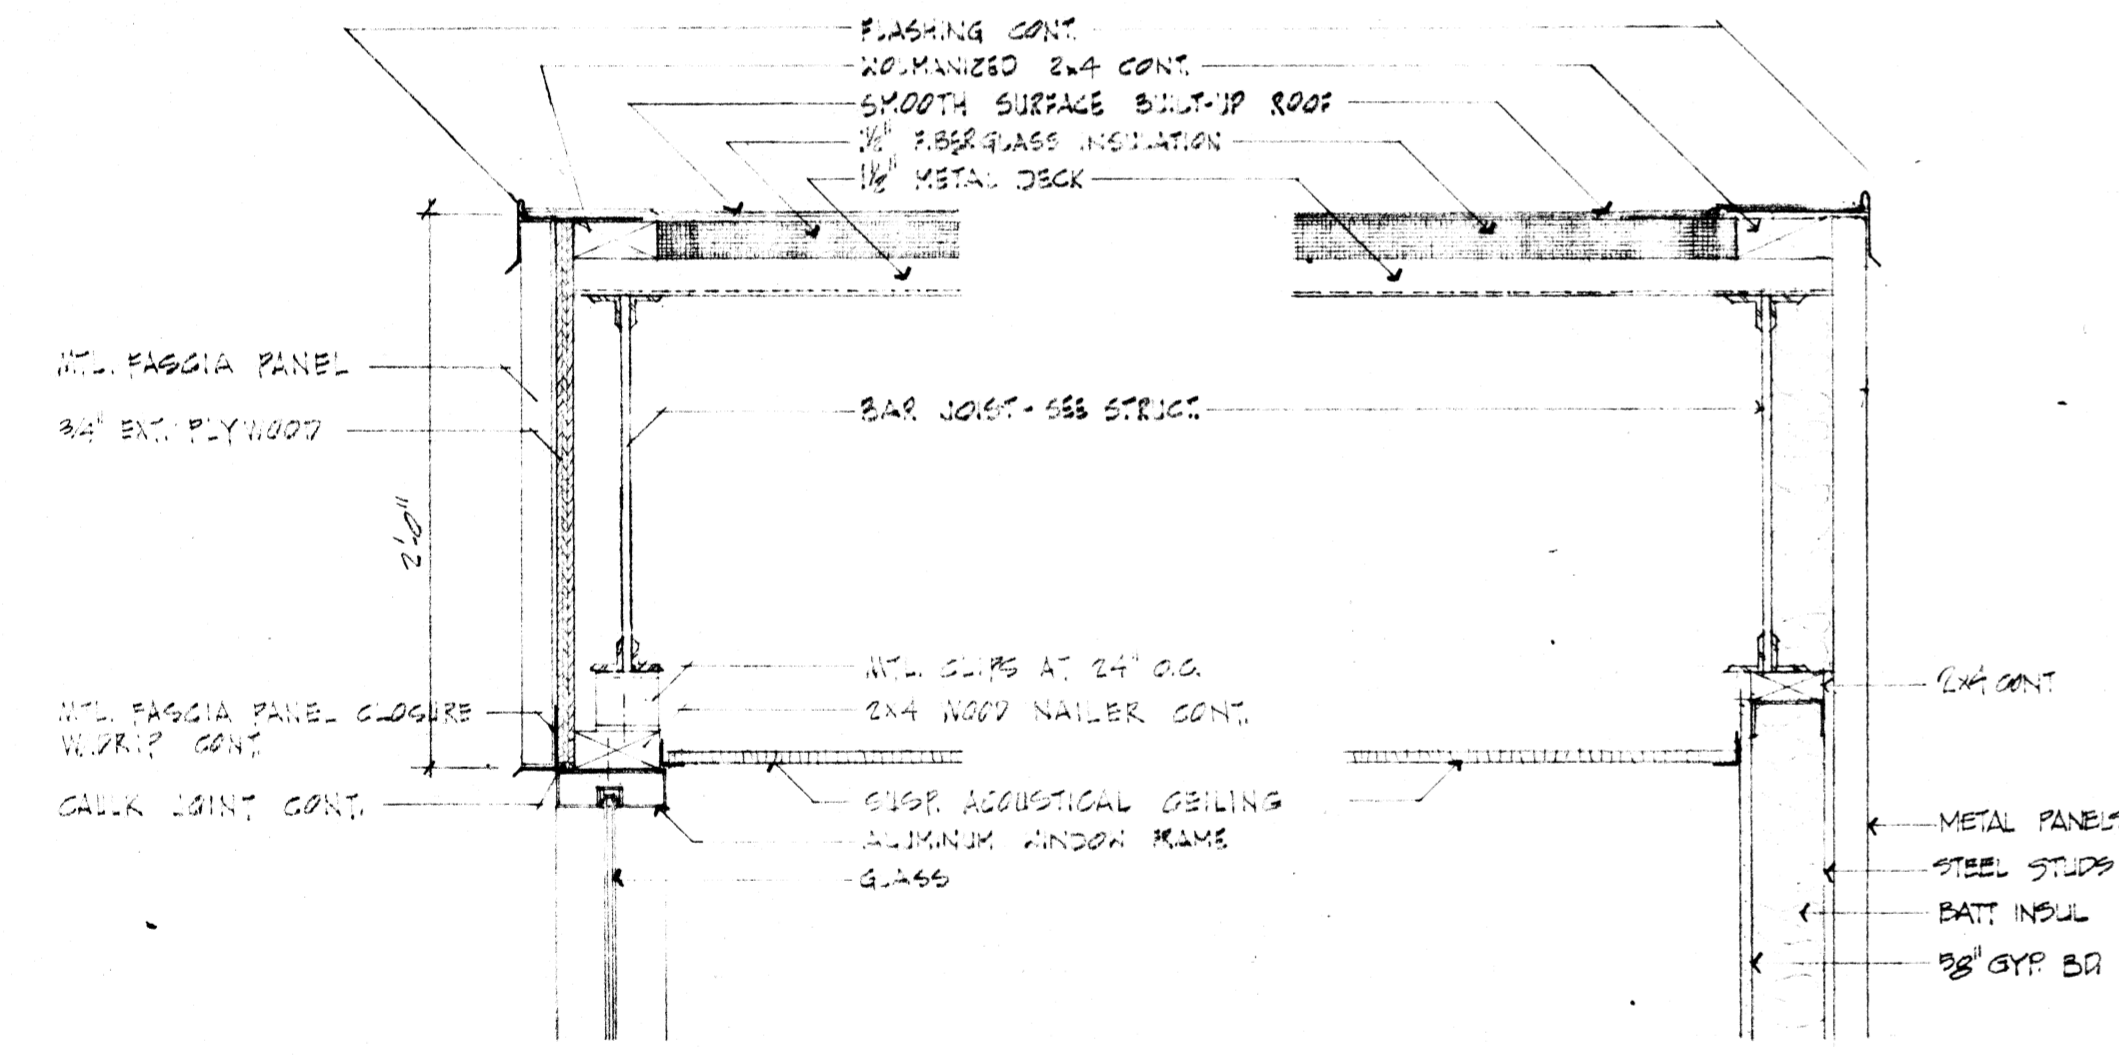 FLASHING CONT.
WOLMANIZED 2x4 CONT.
SMOOTH SURFACE BUILT-UP ROOF
1½" FIBERGLASS INSULATION
1½" METAL DECK
MTL. FASCIA PANEL
3/4" EXT. PLYWOOD
BAR JOIST - SEE STRUCT.
2'-0"
MTL. CLIPS AT 24" O.C.
2x4 WOOD NAILER CONT.
2x4 CONT
MTL. FASCIA PANEL CLOSURE
W. DRIP CONT.
CAULK JOINT CONT.
SUSP. ACOUSTICAL CEILING
ALUMINUM WINDOW FRAME
GLASS
METAL PANELS
STEEL STUDS
BATT INSUL
5/8" GYP. BD.